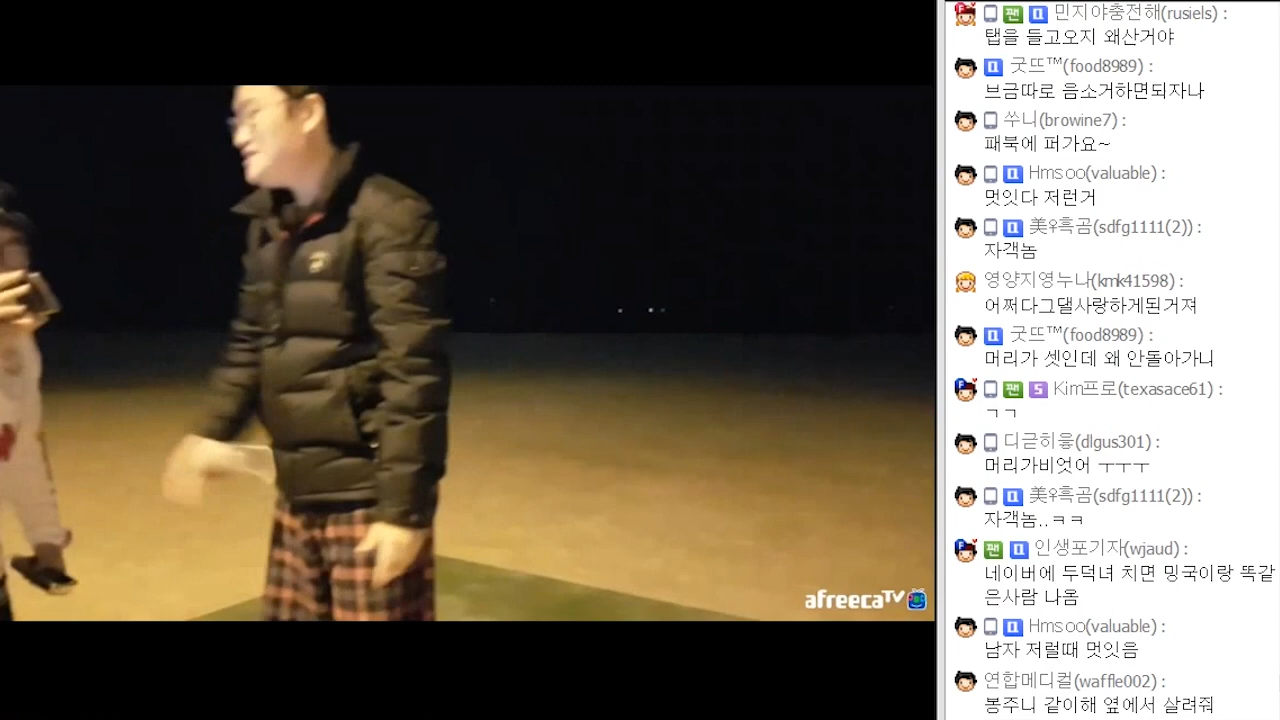 민지야충전해(rusiels) :
탭을 들고오지 왜산거야
굿뜨™(food8989) :
브금따로 음소거하면되자나
쑤니(browine7) :
패북에 퍼가요~
Hmsoo(valuable) :
멋잇다 저런거
美♀흑곰(sdfg1111(2)) :
자객놈
영양지영누나(kmk41598) :
어쩌다그댈사랑하게된거져
굿뜨™(food8989) :
머리가 셋인데 왜 안돌아가니
Kim프로(texasace61) :
ㄱㄱ
디귿히읗(dlgus301) :
머리가비엇어 ㅜㅜㅜ
美♀흑곰(sdfg1111(2)) :
자객놈..ㅋㅋ
인생포기자(wjaud) :
네이버에 두덕녀 치면 밍국이랑 똑같
은사람 나옴
Hmsoo(valuable) :
남자 저럴때 멋잇음
연합메디컬(waffle002) :
봉주니 같이해 옆에서 살려줘
afreecaTV